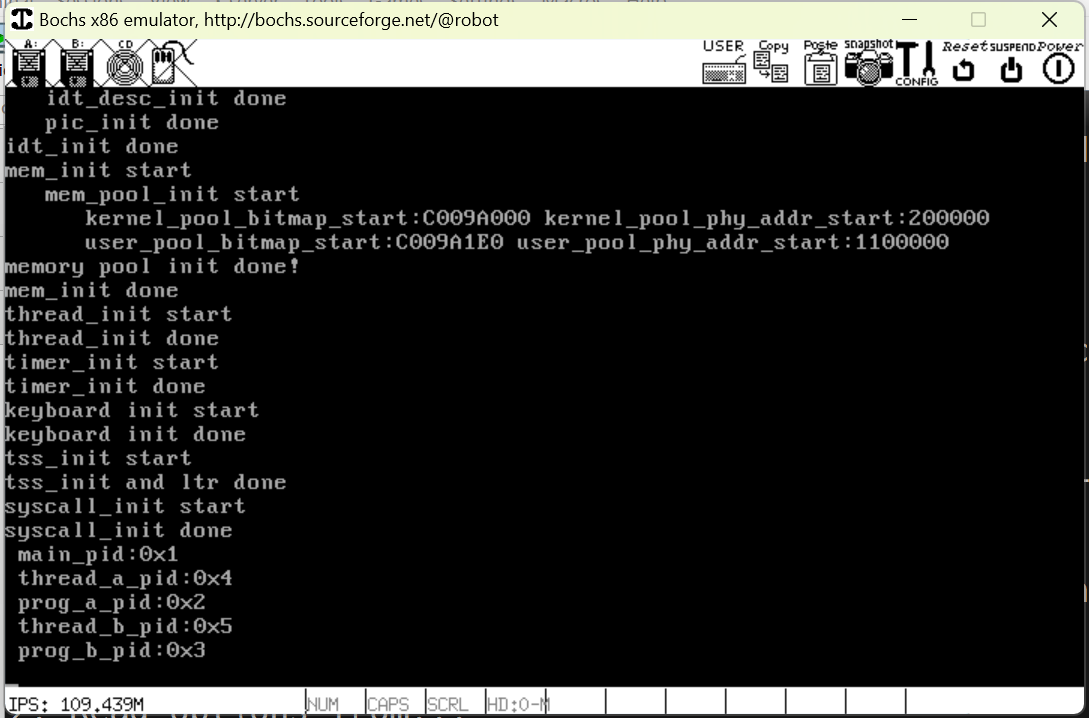 Bochs x86 emulator, http://bochs.sourceforge.net/@robot
A: B: CD USER Copy Paste snapshot CONFIG Reset SUSPEND Power
idt_desc_init done
pic_init done
idt_init done
mem_init start
mem_pool_init start
kernel_pool_bitmap_start:C009A000 kernel_pool_phy_addr_start:200000
user_pool_bitmap_start:C009A1E0 user_pool_phy_addr_start:1100000
memory pool init done!
mem_init done
thread_init start
thread_init done
timer_init start
timer_init done
keyboard init start
keyboard init done
tss_init start
tss_init and ltr done
syscall_init start
syscall_init done
main_pid:0x1
thread_a_pid:0x4
prog_a_pid:0x2
thread_b_pid:0x5
prog_b_pid:0x3
IPS: 109.439M NUM CAPS SCRL HD:0-M